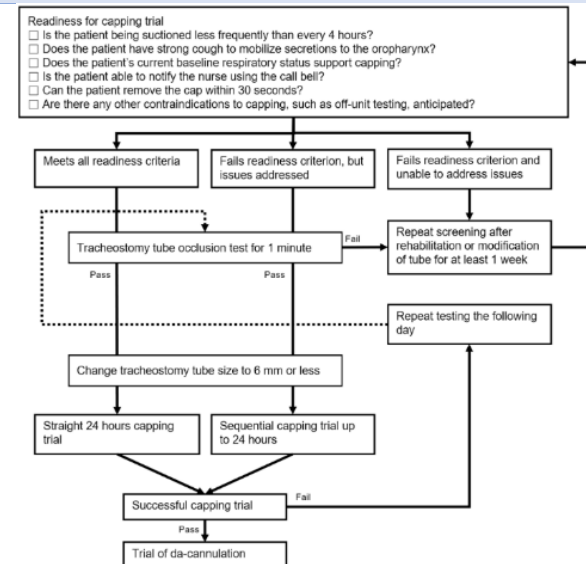 Readiness for capping trial
☐ Is the patient being suctioned less frequently than every 4 hours?
☐ Does the patient have strong cough to mobilize secretions to the oropharynx?
☐ Does the patient's current baseline respiratory status support capping?
☐ Is the patient able to notify the nurse using the call bell?
☐ Can the patient remove the cap within 30 seconds?
☐ Are there any other contraindications to capping, such as off-unit testing, anticipated?
Meets all readiness criteria
Fails readiness criterion, but
issues addressed
Fails readiness criterion and
unable to address issues
Tracheostomy tube occlusion test for 1 minute
Fail
Repeat screening after
rehabilitation or modification
of tube for at least 1 week
Pass
Pass
Repeat testing the following
day
Change tracheostomy tube size to 6 mm or less
Straight 24 hours capping
trial
Sequential capping trial up
to 24 hours
Successful capping trial
Fail
Pass
Trial of da-cannulation